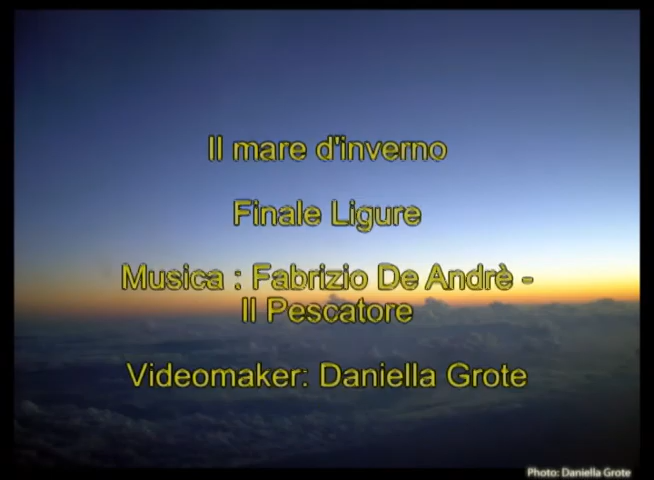 Il mare d'inverno
Finale Ligure
Musica : Fabrizio De Andrè -
Il Pescatore
Videomaker: Daniella Grote
Photo: Daniella Grote